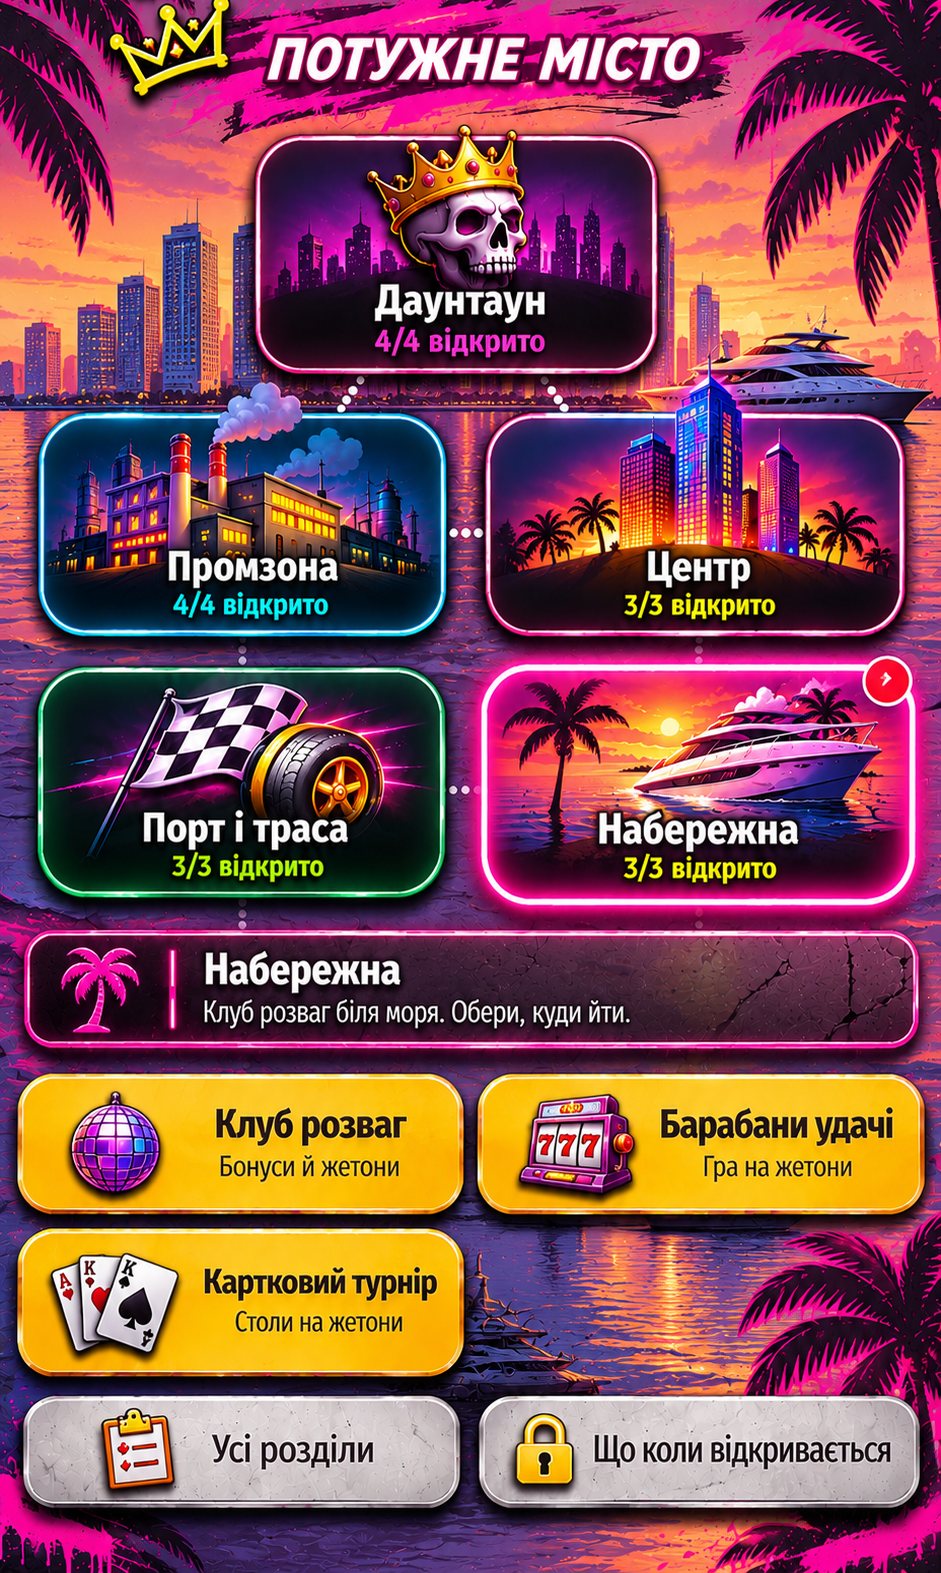 ПОТУЖНЕ МІСТО
Даунтаун
4/4 відкрито
Промзона
4/4 відкрито
Центр
3/3 відкрито
Порт і траса
3/3 відкрито
Набережна
3/3 відкрито
Набережна
Клуб розваг біля моря. Обери, куди йти.
Клуб розваг
Бонуси й жетони
777
Барабани удачі
Гра на жетони
A K K
Картковий турнір
Столи на жетони
Усі розділи
Що коли відкривається